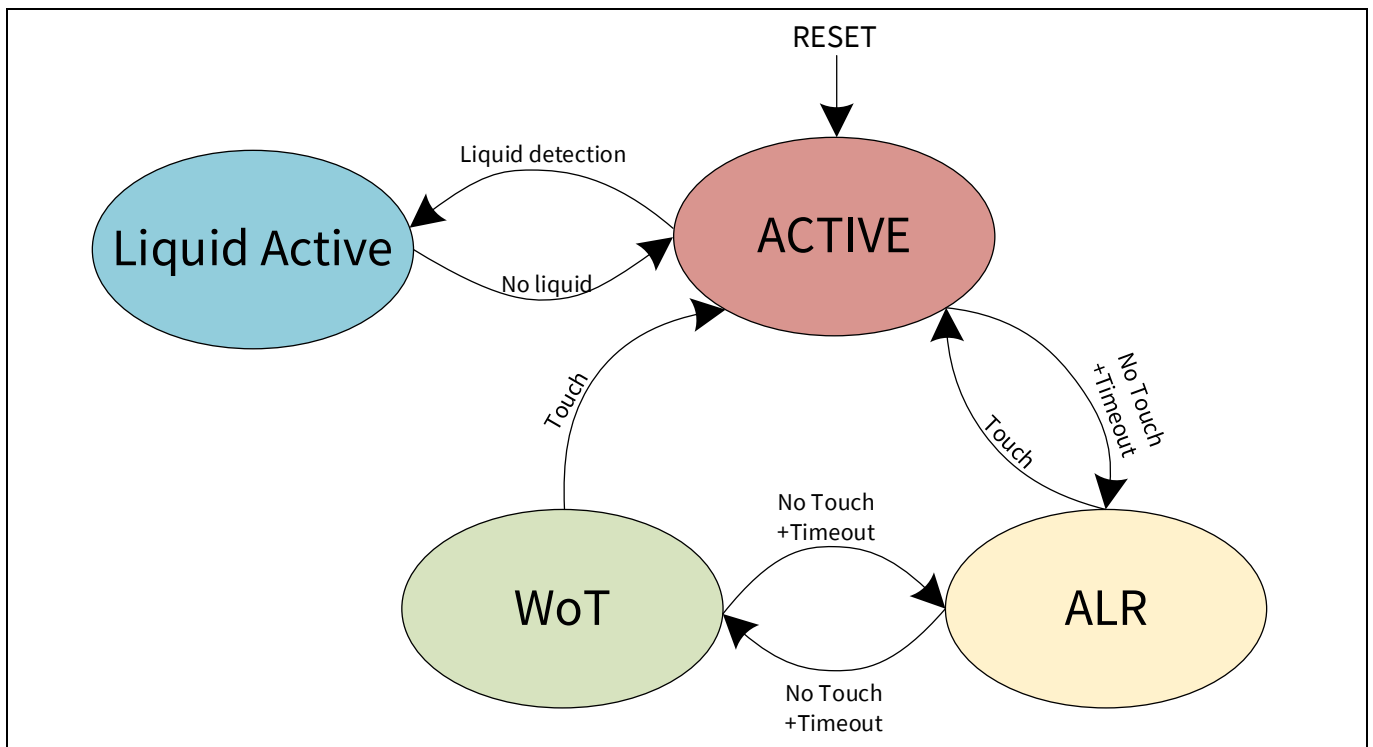 RESET
Liquid detection
Liquid Active
ACTIVE
No liquid
Touch
No Touch
+Timeout
Touch
No Touch
+Timeout
WoT
ALR
No Touch
+Timeout